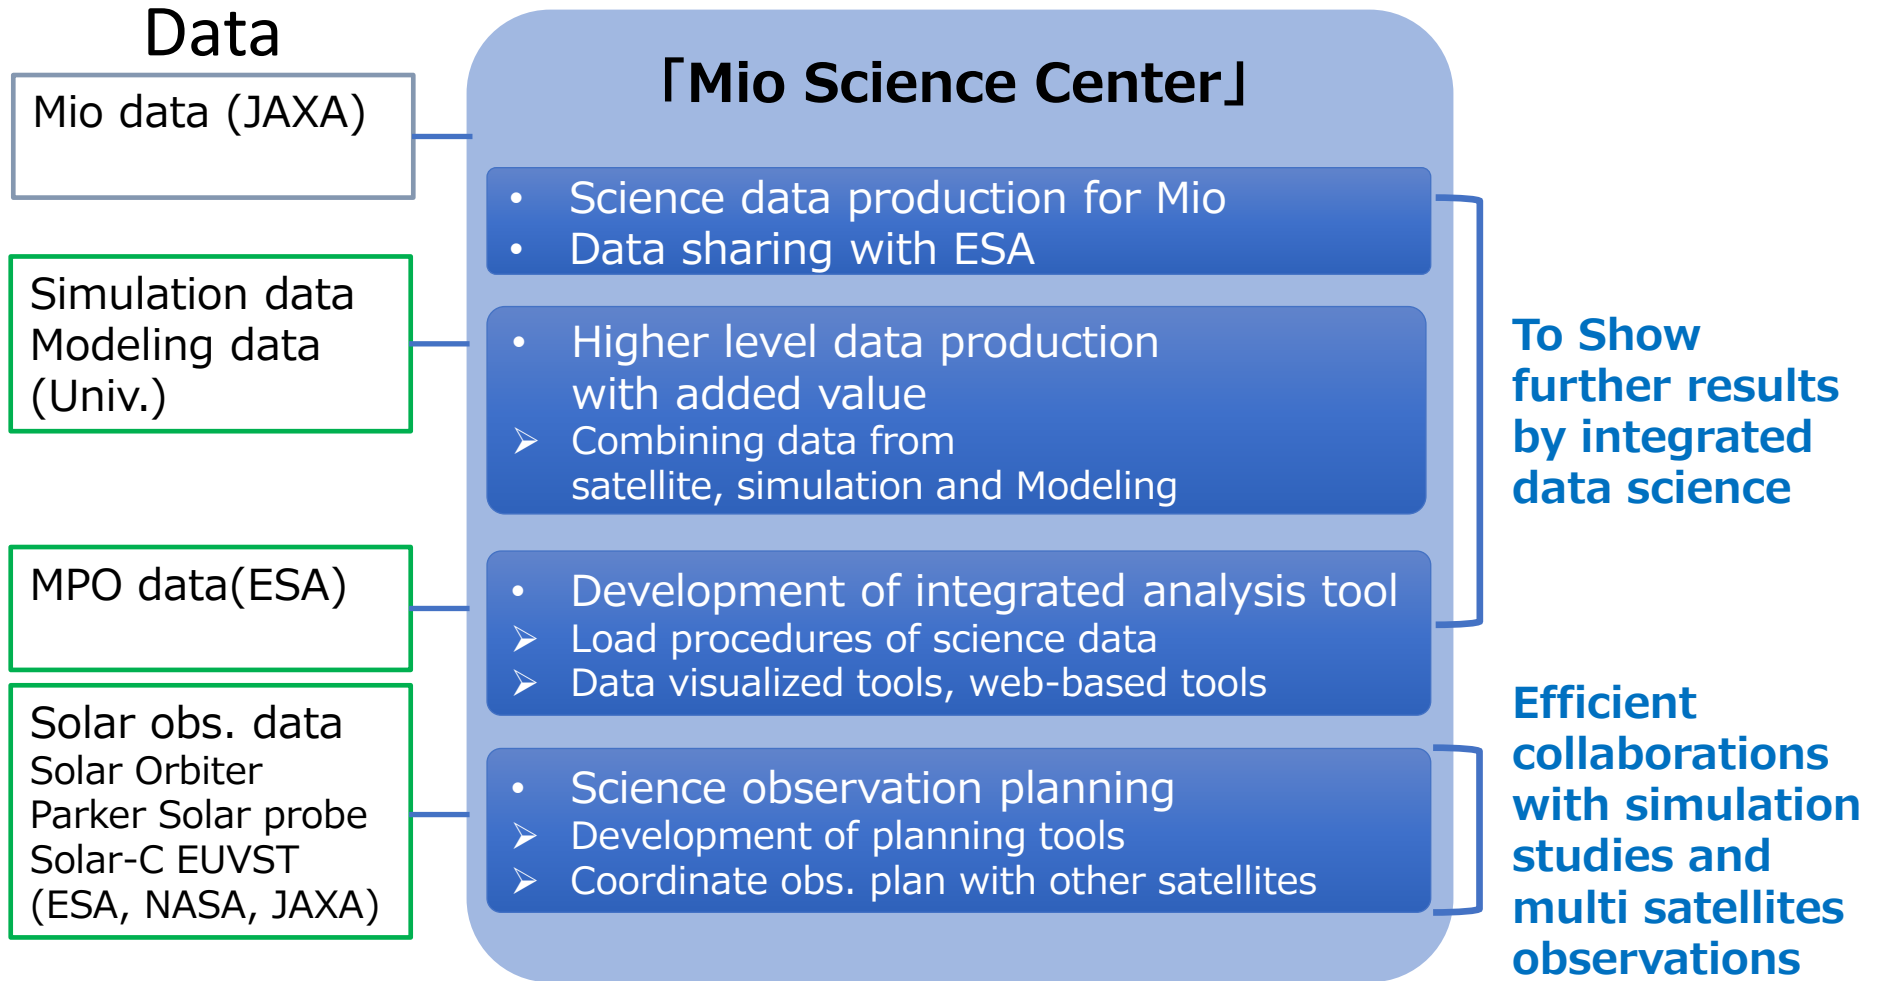 Data
Mio data (JAXA)
Simulation data
Modeling data
(Univ.)
MPO data(ESA)
Solar obs. data
Solar Orbiter
Parker Solar probe
Solar-C EUVST
(ESA, NASA, JAXA)
「Mio Science Center」
• Science data production for Mio
• Data sharing with ESA
• Higher level data production
with added value
➢ Combining data from
satellite, simulation and Modeling
• Development of integrated analysis tool
➢ Load procedures of science data
➢ Data visualized tools, web-based tools
• Science observation planning
➢ Development of planning tools
➢ Coordinate obs. plan with other satellites
To Show
further results
by integrated
data science
Efficient
collaborations
with simulation
studies and
multi satellites
observations